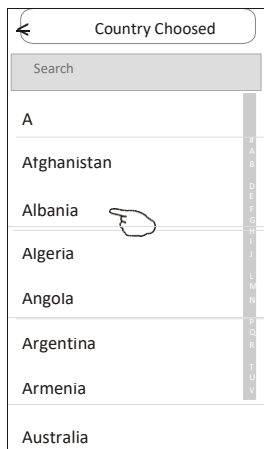 Country Choosed
Search
A
Afghanistan
Albania
Algeria
Angola
Argentina
Armenia
Australia
#
A
B
D
E
F
G
H
I
J
L
M
N
P
Q
R
T
U
V